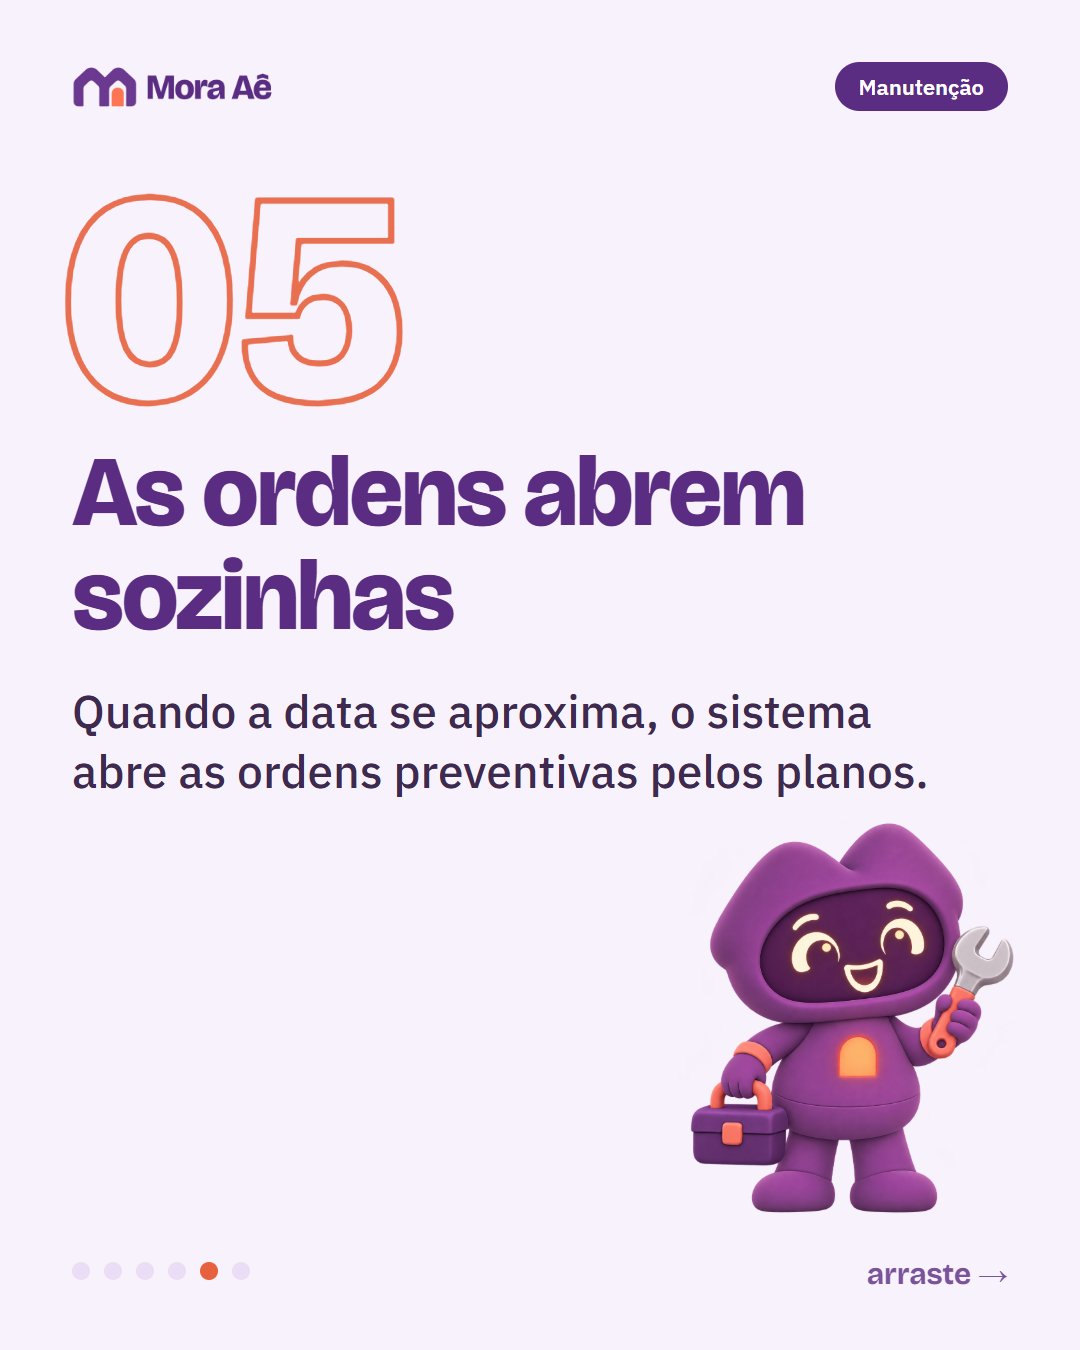 Mora Aê
Manutenção
05
As ordens abrem
sozinhas
Quando a data se aproxima, o sistema
abre as ordens preventivas pelos planos.
arraste →